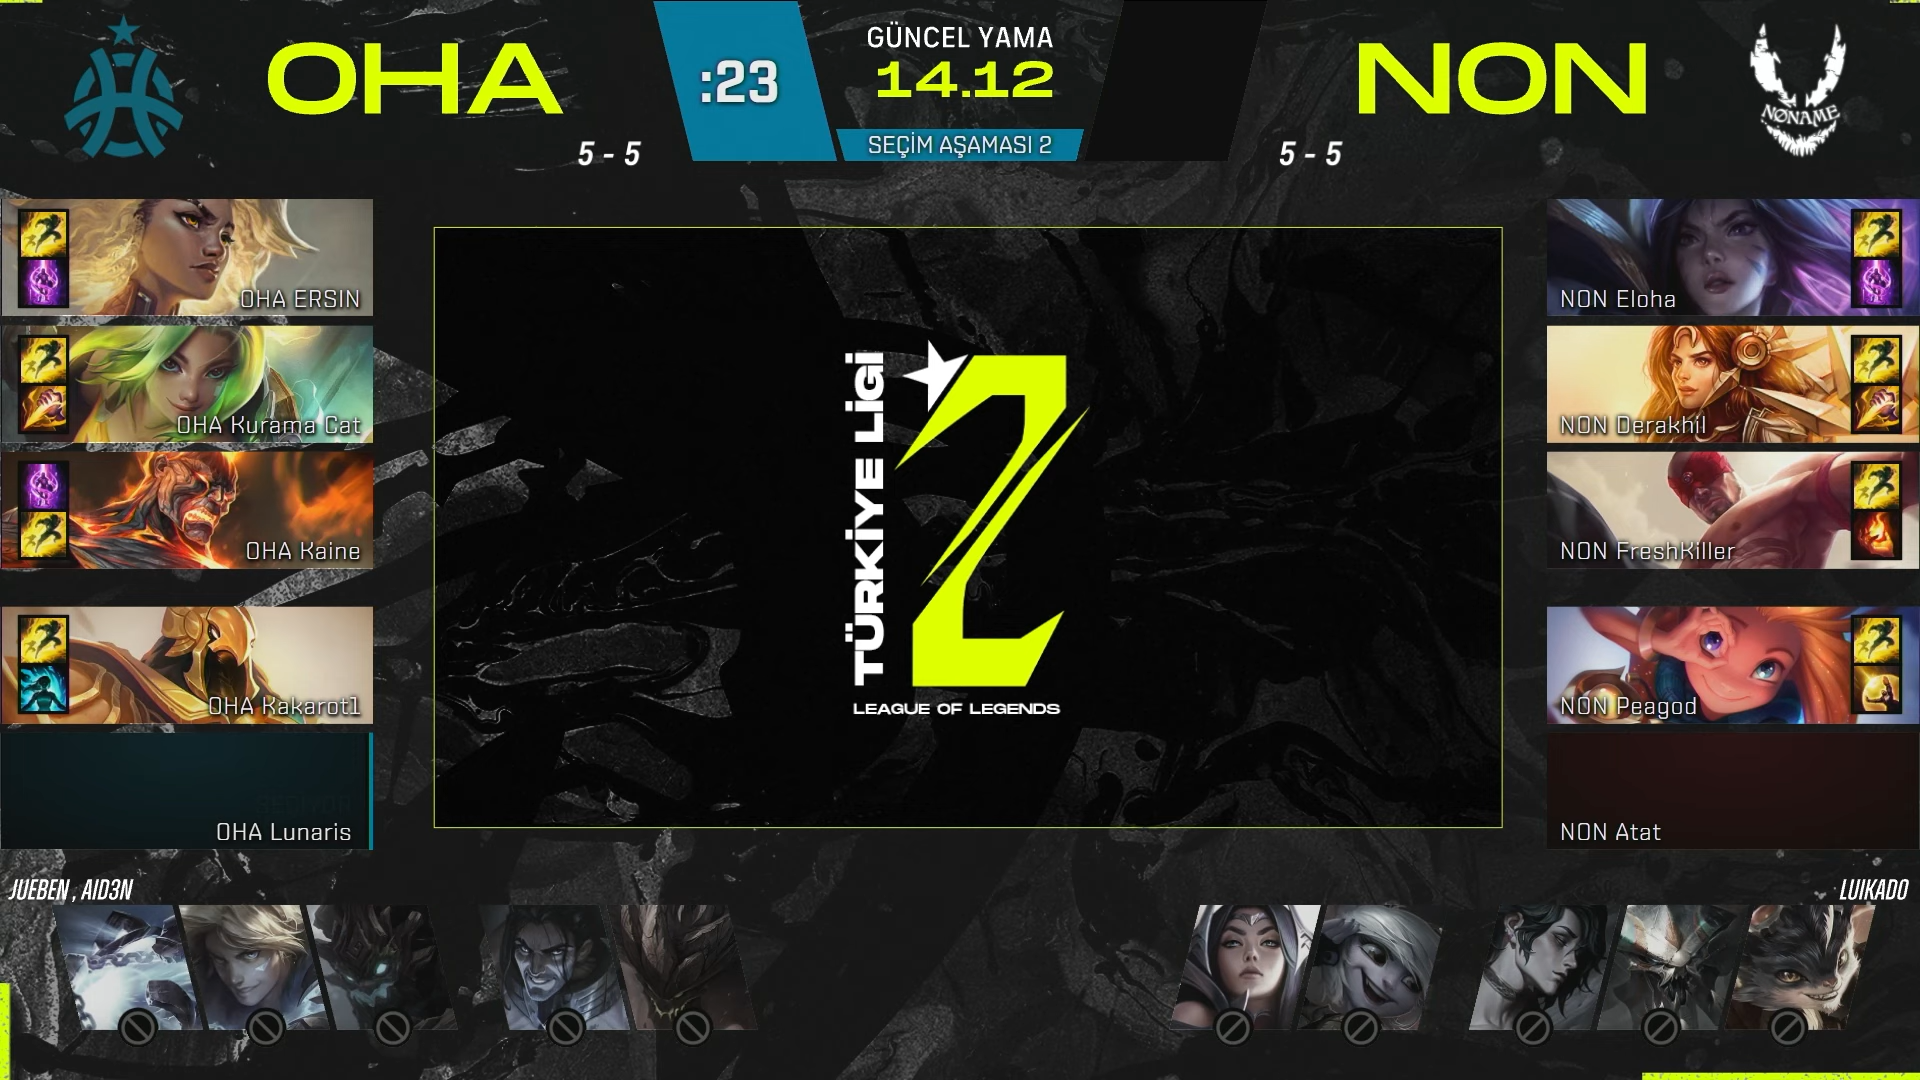 OHA
:23
GÜNCEL YAMA
14.12
SEÇİM AŞAMASI 2
NON
NONAME
5 - 5
5 - 5
OHA ERSIN
OHA Kurama Cat
OHA Kaine
OHA Kakarot1
OHA Lunaris
TÜRKİYE LİGİ
LEAGUE OF LEGENDS
NON Eloha
NON Derakhil
NON FreshKiller
NON Peagod
NON Atat
JUEBEN , AID3N
LUIKADO